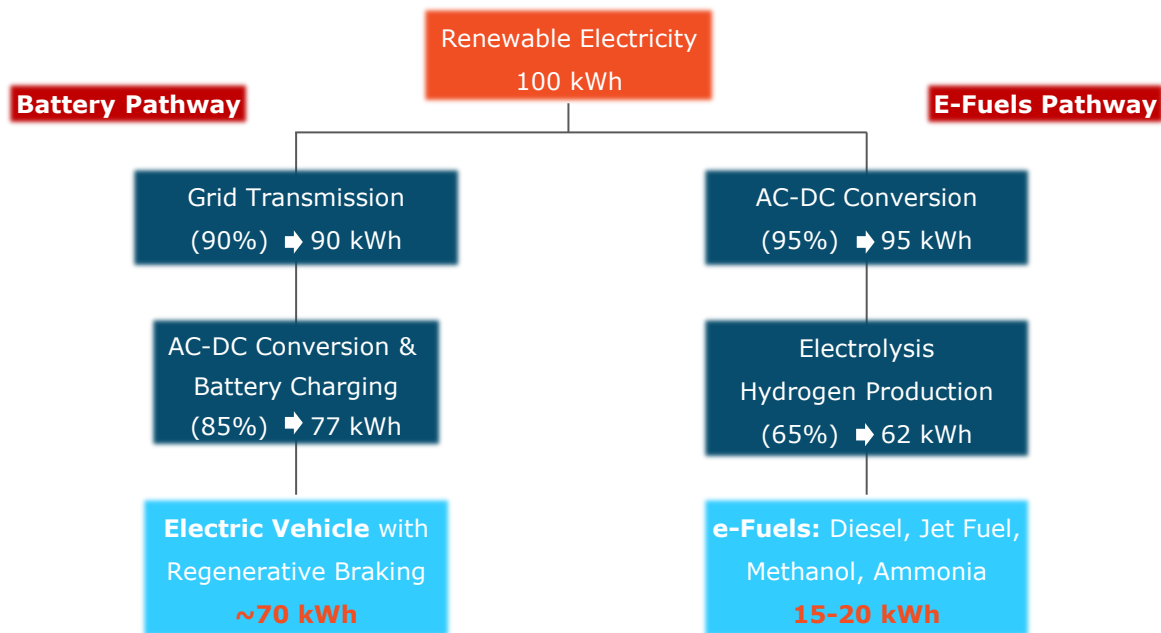 Renewable Electricity
100 kWh
Battery Pathway
E-Fuels Pathway
Grid Transmission
(90%) 🡆 90 kWh
AC-DC Conversion &
Battery Charging
(85%) 🡆 77 kWh
Electric Vehicle with
Regenerative Braking
~70 kWh
AC-DC Conversion
(95%) 🡆 95 kWh
Electrolysis
Hydrogen Production
(65%) 🡆 62 kWh
e-Fuels: Diesel, Jet Fuel,
Methanol, Ammonia
15-20 kWh